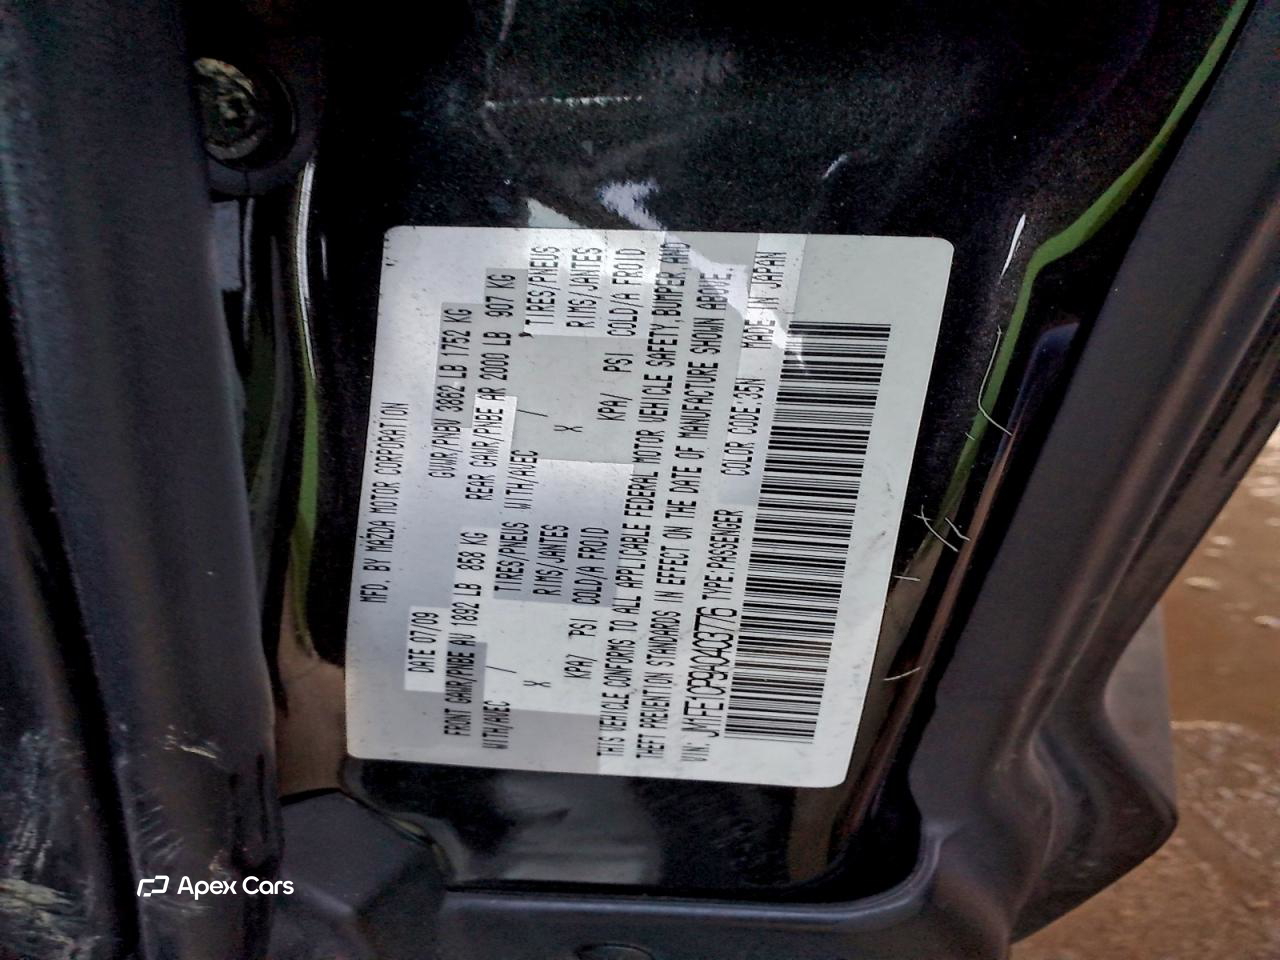 MFD. BY MAZDA MOTOR CORPORATION
DATE 07/09 GVWR/PNBV 3862 LB 1752 KG
FRONT GAWR/PNBE AV 1892 LB 858 KG REAR GAWR/PNBE AR 2000 LB 907 KG
WITH/AVEC / TIRES/PNEUS WITH/AVEC / TIRES/PNEUS
X RIMS/JANTES X RIMS/JANTES
KPA/ PSI COLD/A FROID KPA/ PSI COLD/A FROID
THIS VEHICLE CONFORMS TO ALL APPLICABLE FEDERAL MOTOR VEHICLE SAFETY, BUMPER, AND
THEFT PREVENTION STANDARDS IN EFFECT ON THE DATE OF MANUFACTURE SHOWN ABOVE.
VIN: JM1FE1CP9A0403776 TYPE:PASSENGER COLOR CODE:35N MADE IN JAPAN
Apex Cars